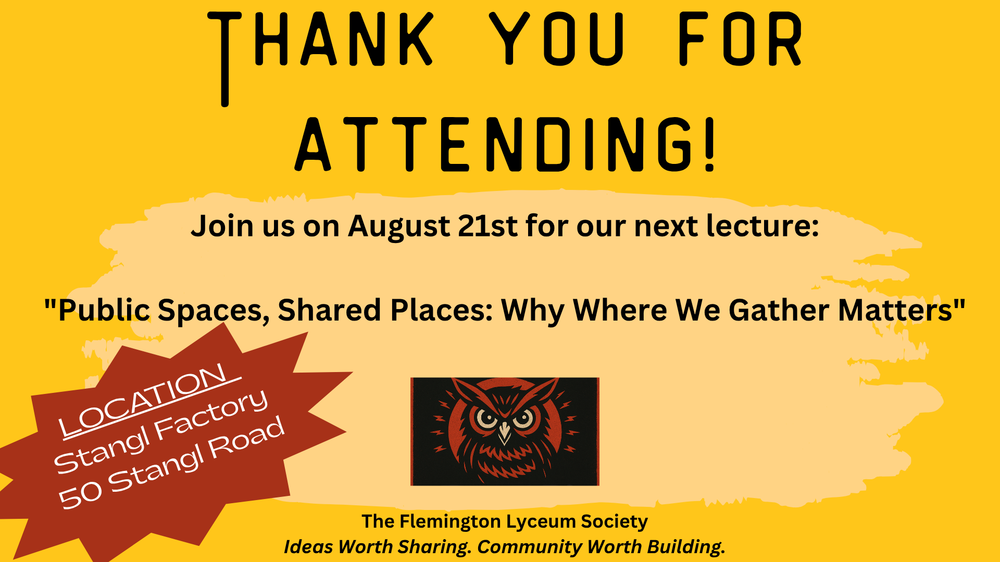 THANK YOU FOR
ATTENDING!
Join us on August 21st for our next lecture:
"Public Spaces, Shared Places: Why Where We Gather Matters"
LOCATION
Stangl Factory
50 Stangl Road
The Flemington Lyceum Society
Ideas Worth Sharing. Community Worth Building.